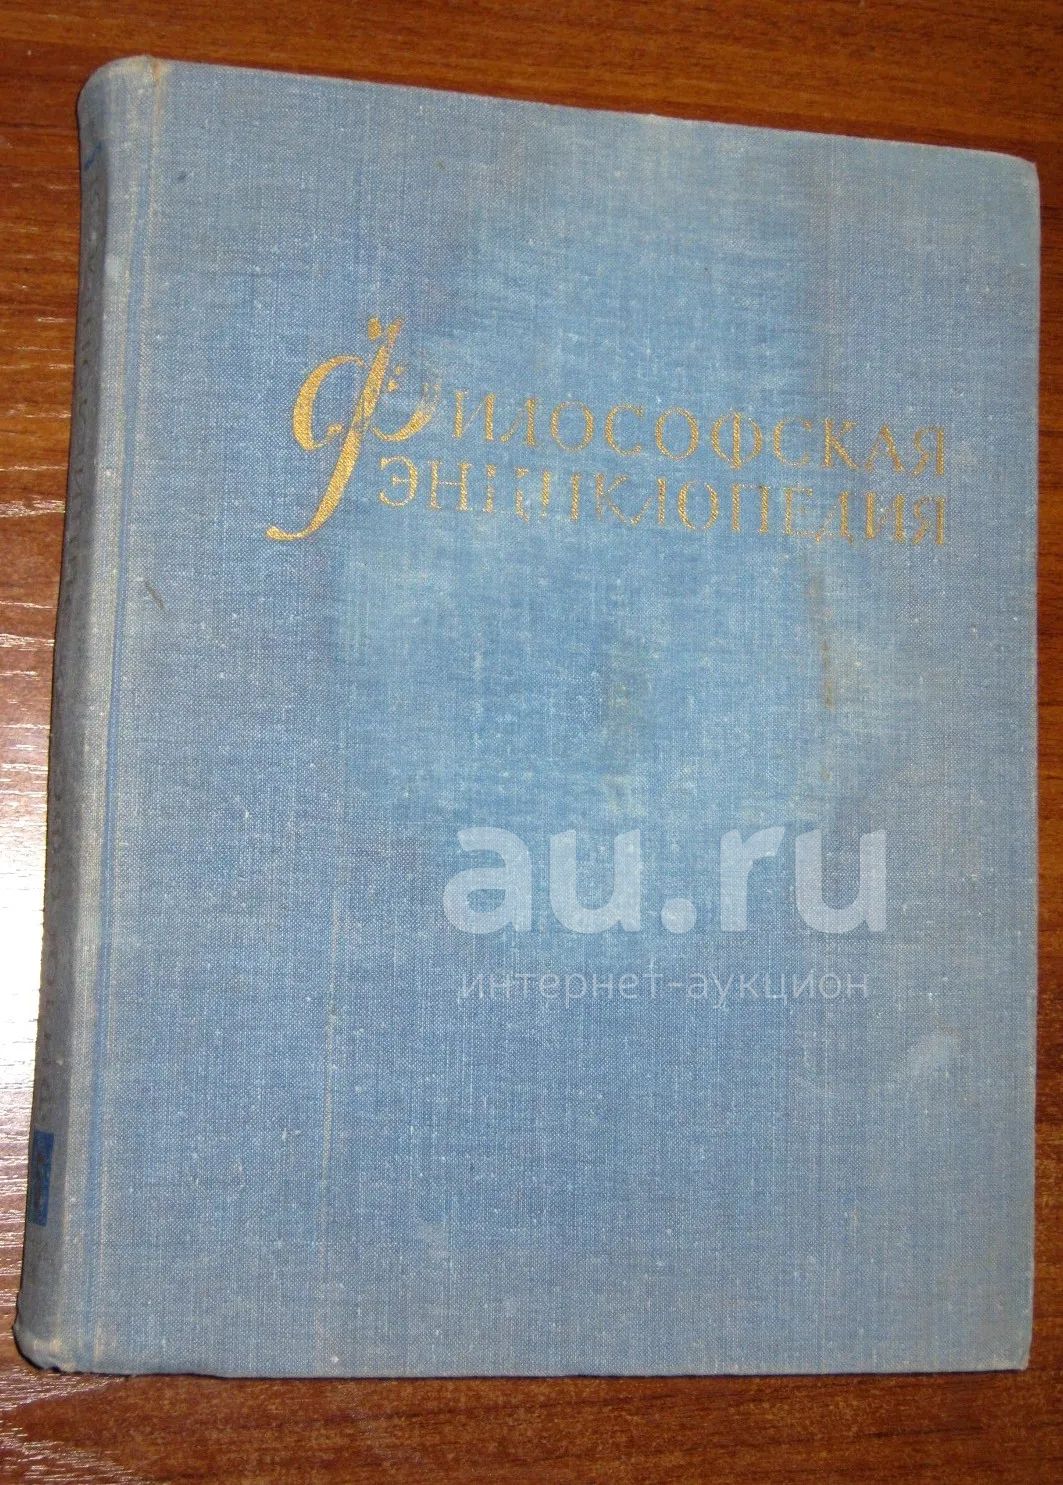 Философская
энциклопедия
au.ru
интернет-аукцион